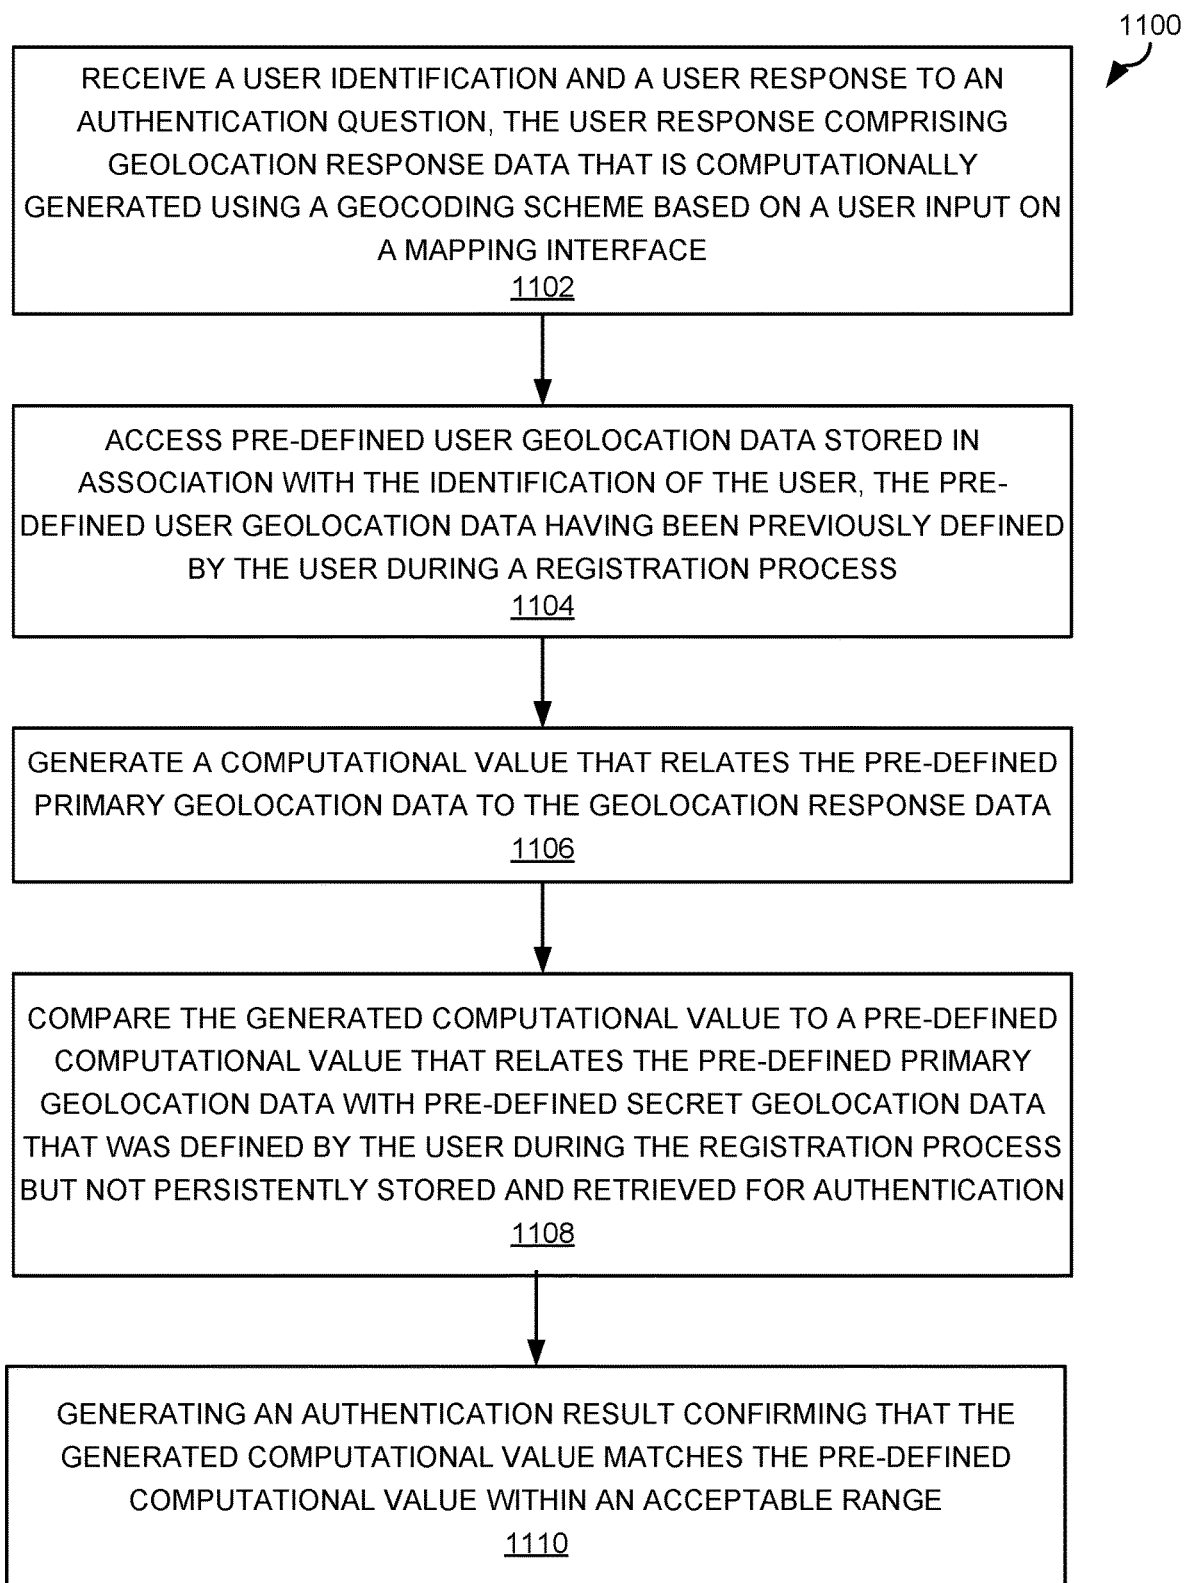 1100
RECEIVE A USER IDENTIFICATION AND A USER RESPONSE TO AN
AUTHENTICATION QUESTION, THE USER RESPONSE COMPRISING
GEOLOCATION RESPONSE DATA THAT IS COMPUTATIONALLY
GENERATED USING A GEOCODING SCHEME BASED ON A USER INPUT ON
A MAPPING INTERFACE
1102
ACCESS PRE-DEFINED USER GEOLOCATION DATA STORED IN
ASSOCIATION WITH THE IDENTIFICATION OF THE USER, THE PRE-
DEFINED USER GEOLOCATION DATA HAVING BEEN PREVIOUSLY DEFINED
BY THE USER DURING A REGISTRATION PROCESS
1104
GENERATE A COMPUTATIONAL VALUE THAT RELATES THE PRE-DEFINED
PRIMARY GEOLOCATION DATA TO THE GEOLOCATION RESPONSE DATA
1106
COMPARE THE GENERATED COMPUTATIONAL VALUE TO A PRE-DEFINED
COMPUTATIONAL VALUE THAT RELATES THE PRE-DEFINED PRIMARY
GEOLOCATION DATA WITH PRE-DEFINED SECRET GEOLOCATION DATA
THAT WAS DEFINED BY THE USER DURING THE REGISTRATION PROCESS
BUT NOT PERSISTENTLY STORED AND RETRIEVED FOR AUTHENTICATION
1108
GENERATING AN AUTHENTICATION RESULT CONFIRMING THAT THE
GENERATED COMPUTATIONAL VALUE MATCHES THE PRE-DEFINED
COMPUTATIONAL VALUE WITHIN AN ACCEPTABLE RANGE
1110